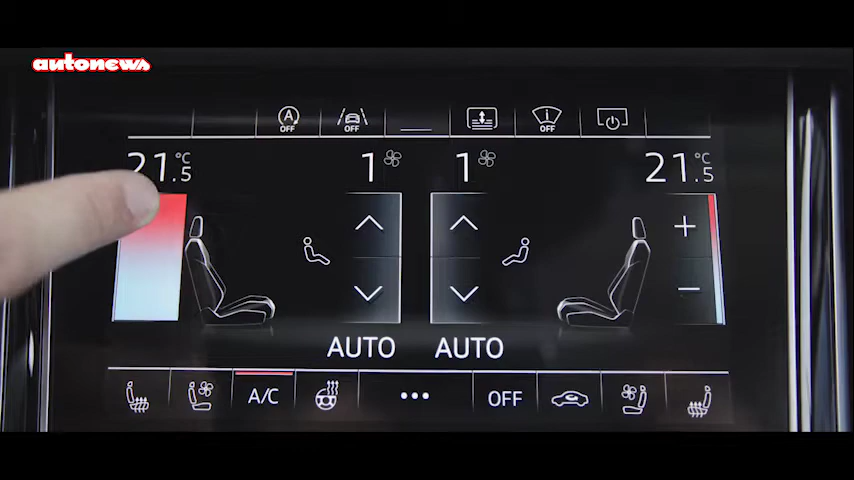 autonews
A
OFF
OFF
i
OFF
21.5 °C
1
1
21.5 °C
+
−
AUTO
AUTO
A/C
•••
OFF